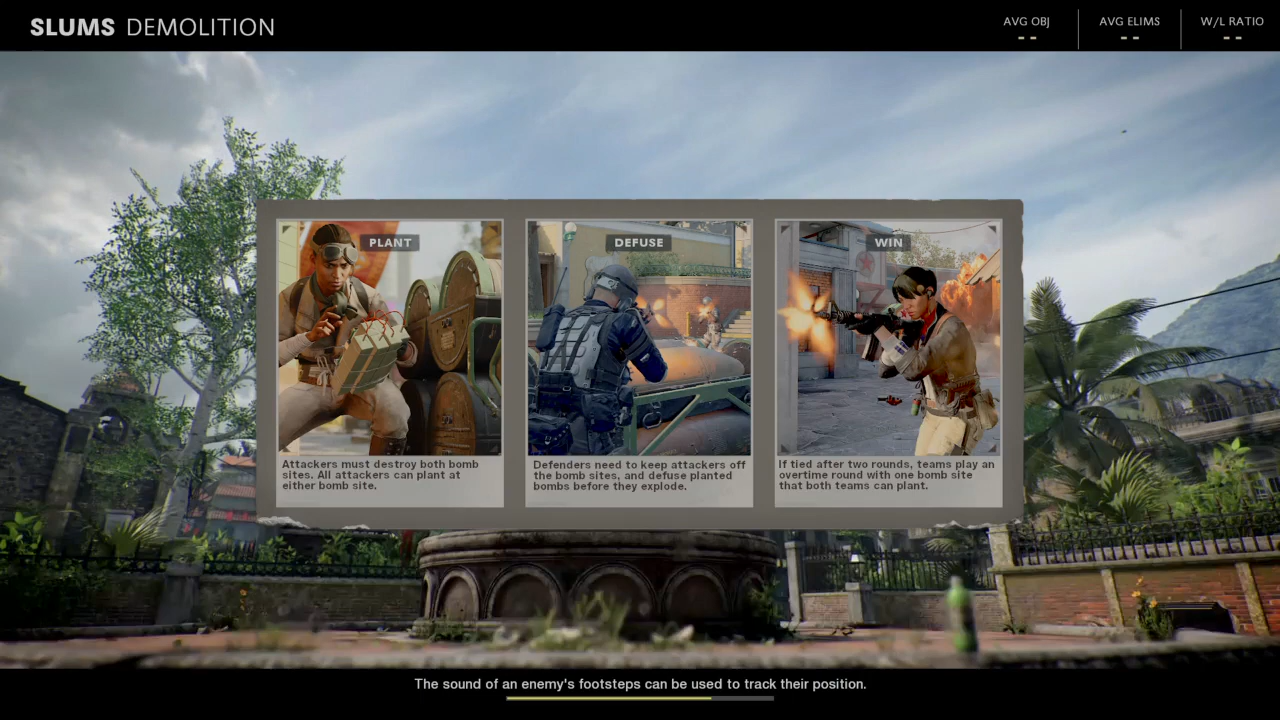 SLUMS DEMOLITION
AVG OBJ
--
AVG ELIMS
--
W/L RATIO
--
PLANT
Attackers must destroy both bomb
sites. All attackers can plant at
either bomb site.
DEFUSE
Defenders need to keep attackers off
the bomb sites, and defuse planted
bombs before they explode.
WIN
If tied after two rounds, teams play an
overtime round with one bomb site
that both teams can plant.
The sound of an enemy's footsteps can be used to track their position.